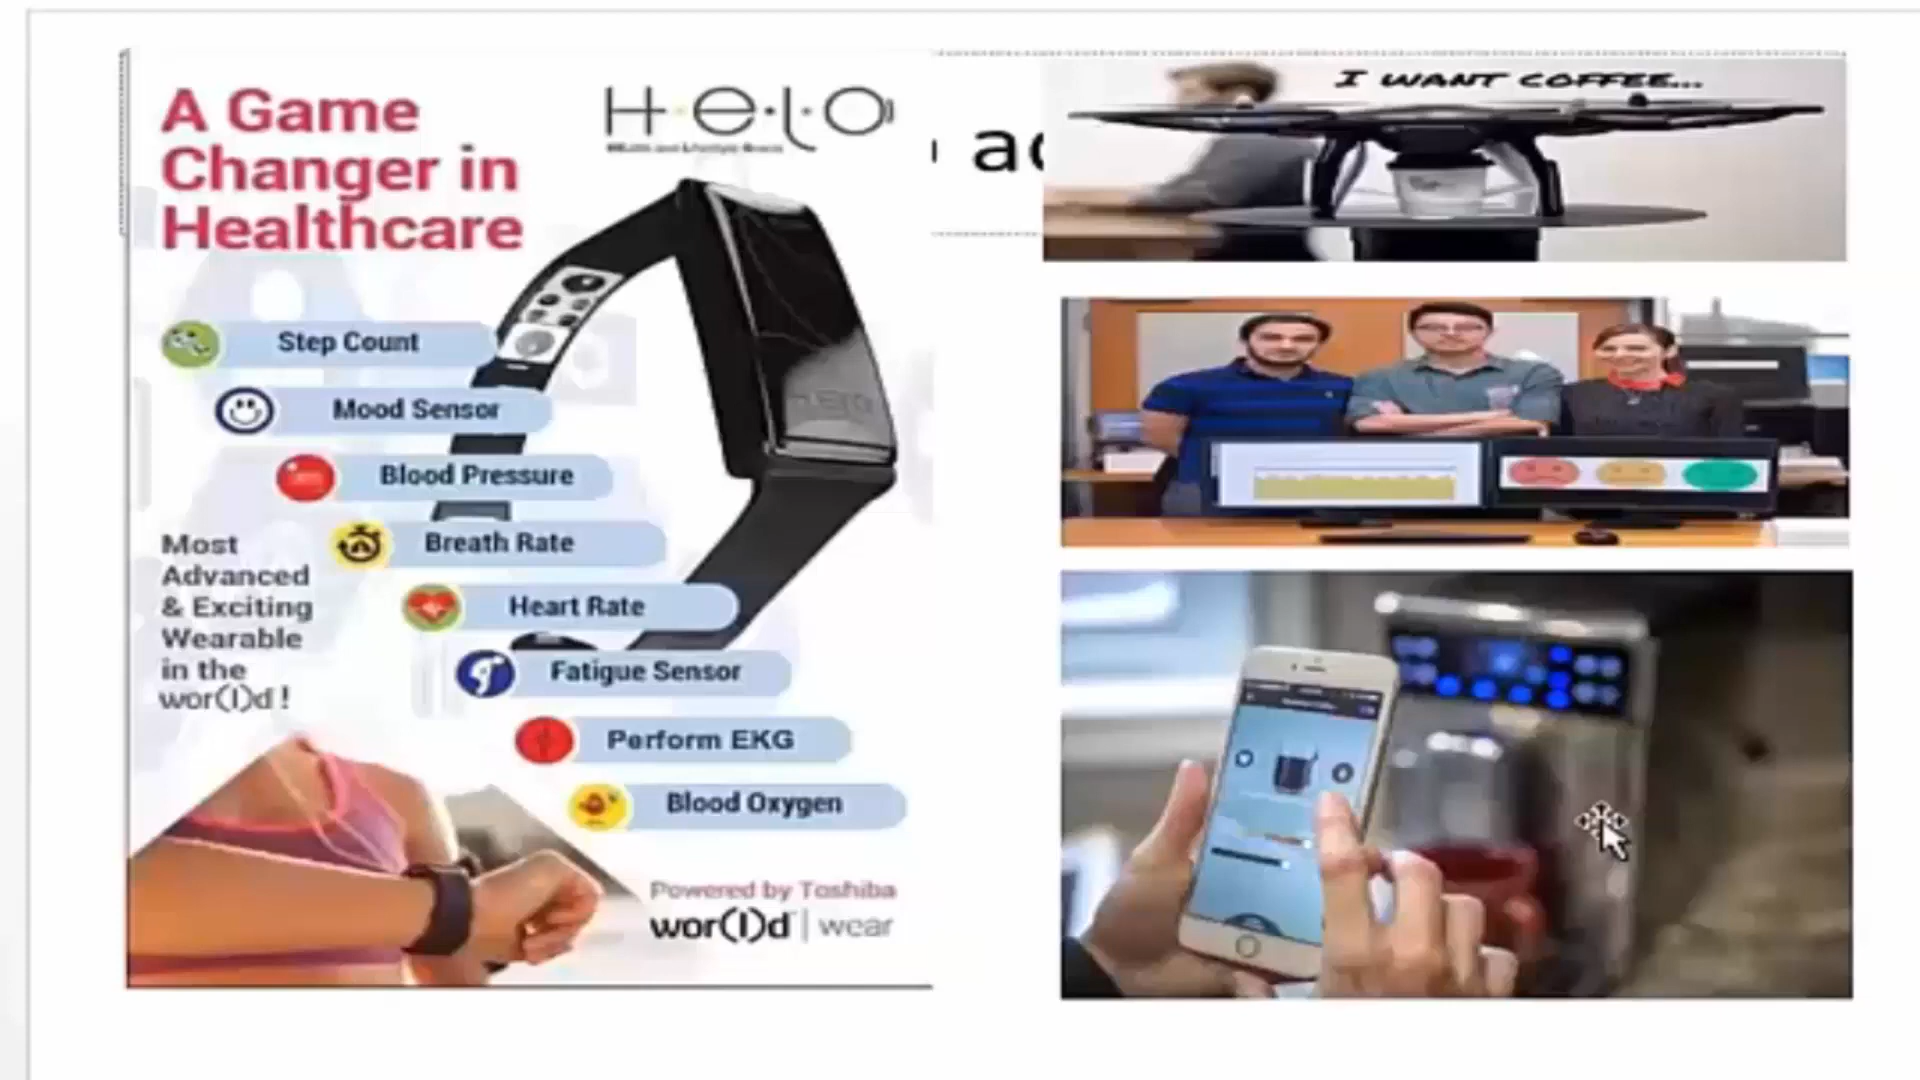 A Game
Changer in
Healthcare
Helo
Step Count
Mood Sensor
Blood Pressure
Breath Rate
Heart Rate
Fatigue Sensor
Perform EKG
Blood Oxygen
Most
Advanced
& Exciting
Wearable
in the
wor(l)d!
Powered by Toshiba
wor(l)d | wear
I WANT COFFEE...